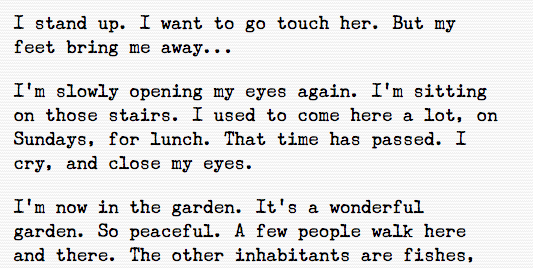 I stand up. I want to go touch her. But my
feet bring me away...
I'm slowly opening my eyes again. I'm sitting
on those stairs. I used to come here a lot, on
Sundays, for lunch. That time has passed. I
cry, and close my eyes.
I'm now in the garden. It's a wonderful
garden. So peaceful. A few people walk here
and there. The other inhabitants are fishes,